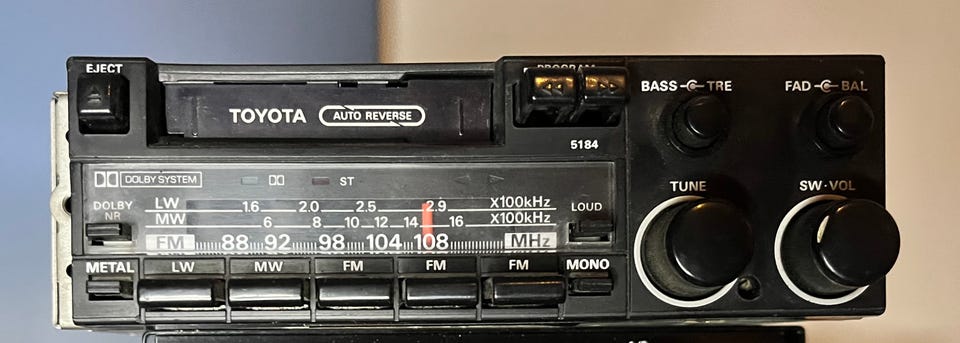 EJECT
PROGRAM
BASS TRE
FAD BAL
TOYOTA AUTO REVERSE
5184
DOLBY SYSTEM
ST
DOLBY
NR
LW 1.6 2.0 2.5 2.9 X100kHz
MW 6 8 10 12 14 16 X100kHz
FM 88 92 98 104 108 MHz
LOUD
TUNE
SW·VOL
METAL LW MW FM FM FM MONO